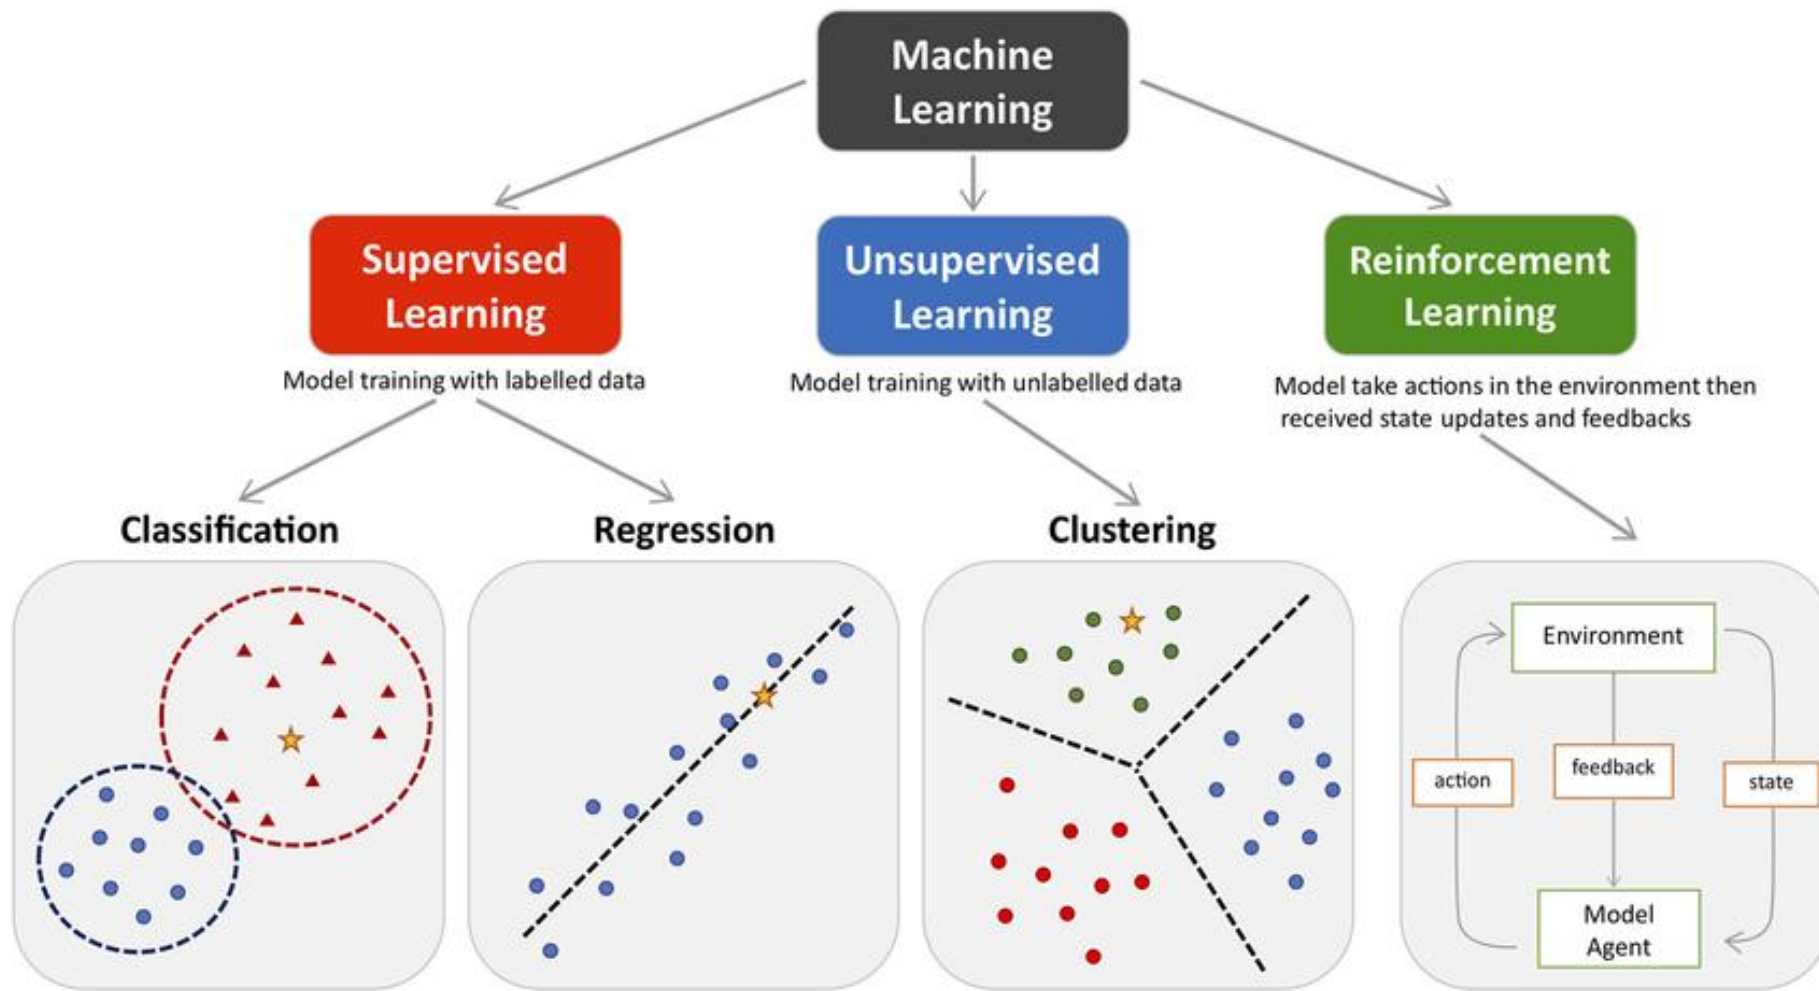 Machine
Learning
Supervised
Learning
Unsupervised
Learning
Reinforcement
Learning
Model training with labelled data
Model training with unlabelled data
Model take actions in the environment then
received state updates and feedbacks
Classification
Regression
Clustering
Environment
action
feedback
state
Model
Agent